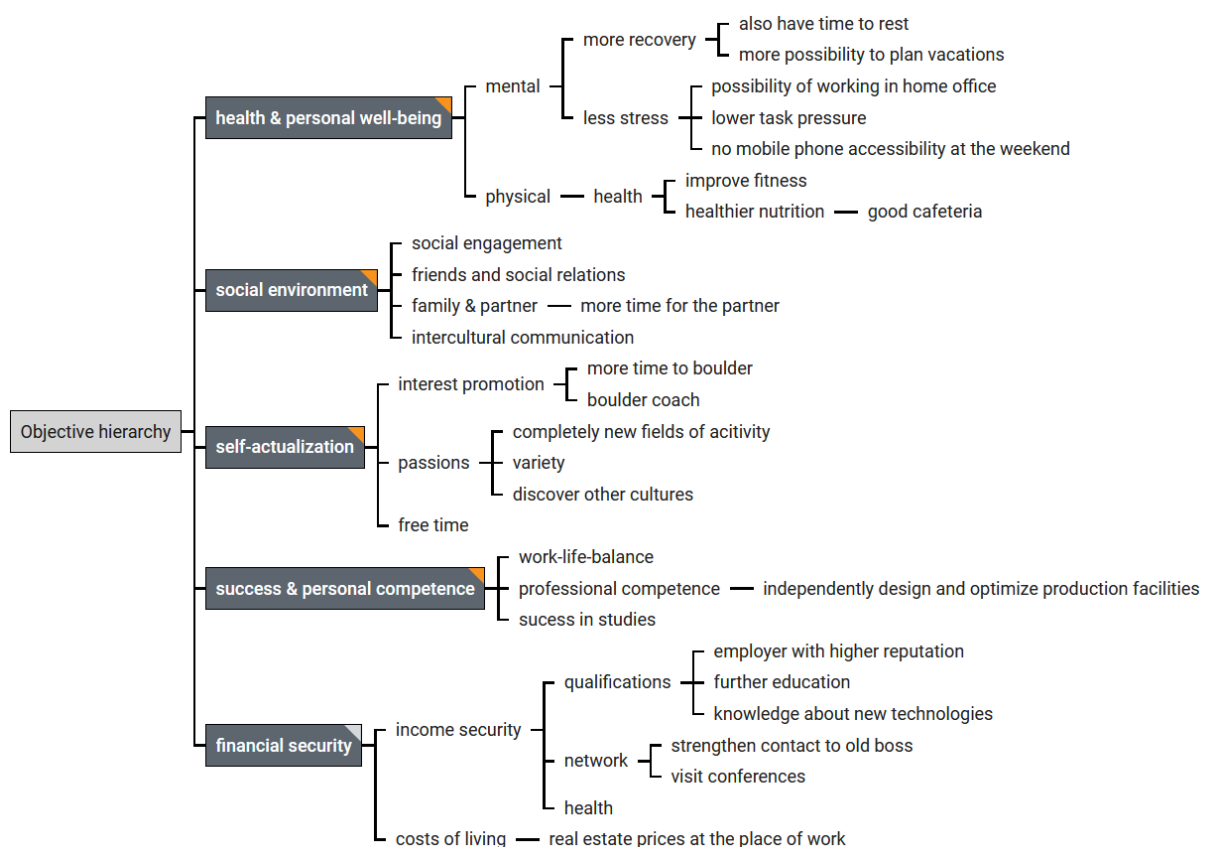 also have time to rest
more recovery
more possibility to plan vacations
mental
possibility of working in home office
health & personal well-being
less stress
lower task pressure
no mobile phone accessibility at the weekend
improve fitness
physical
health
healthier nutrition
good cafeteria
social engagement
friends and social relations
social environment
family & partner
more time for the partner
intercultural communication
more time to boulder
interest promotion
boulder coach
Objective hierarchy
completely new fields of acitivity
self-actualization
passions
variety
discover other cultures
free time
work-life-balance
success & personal competence
professional competence
independently design and optimize production facilities
sucess in studies
employer with higher reputation
qualifications
further education
knowledge about new technologies
income security
financial security
strengthen contact to old boss
network
visit conferences
health
costs of living
real estate prices at the place of work